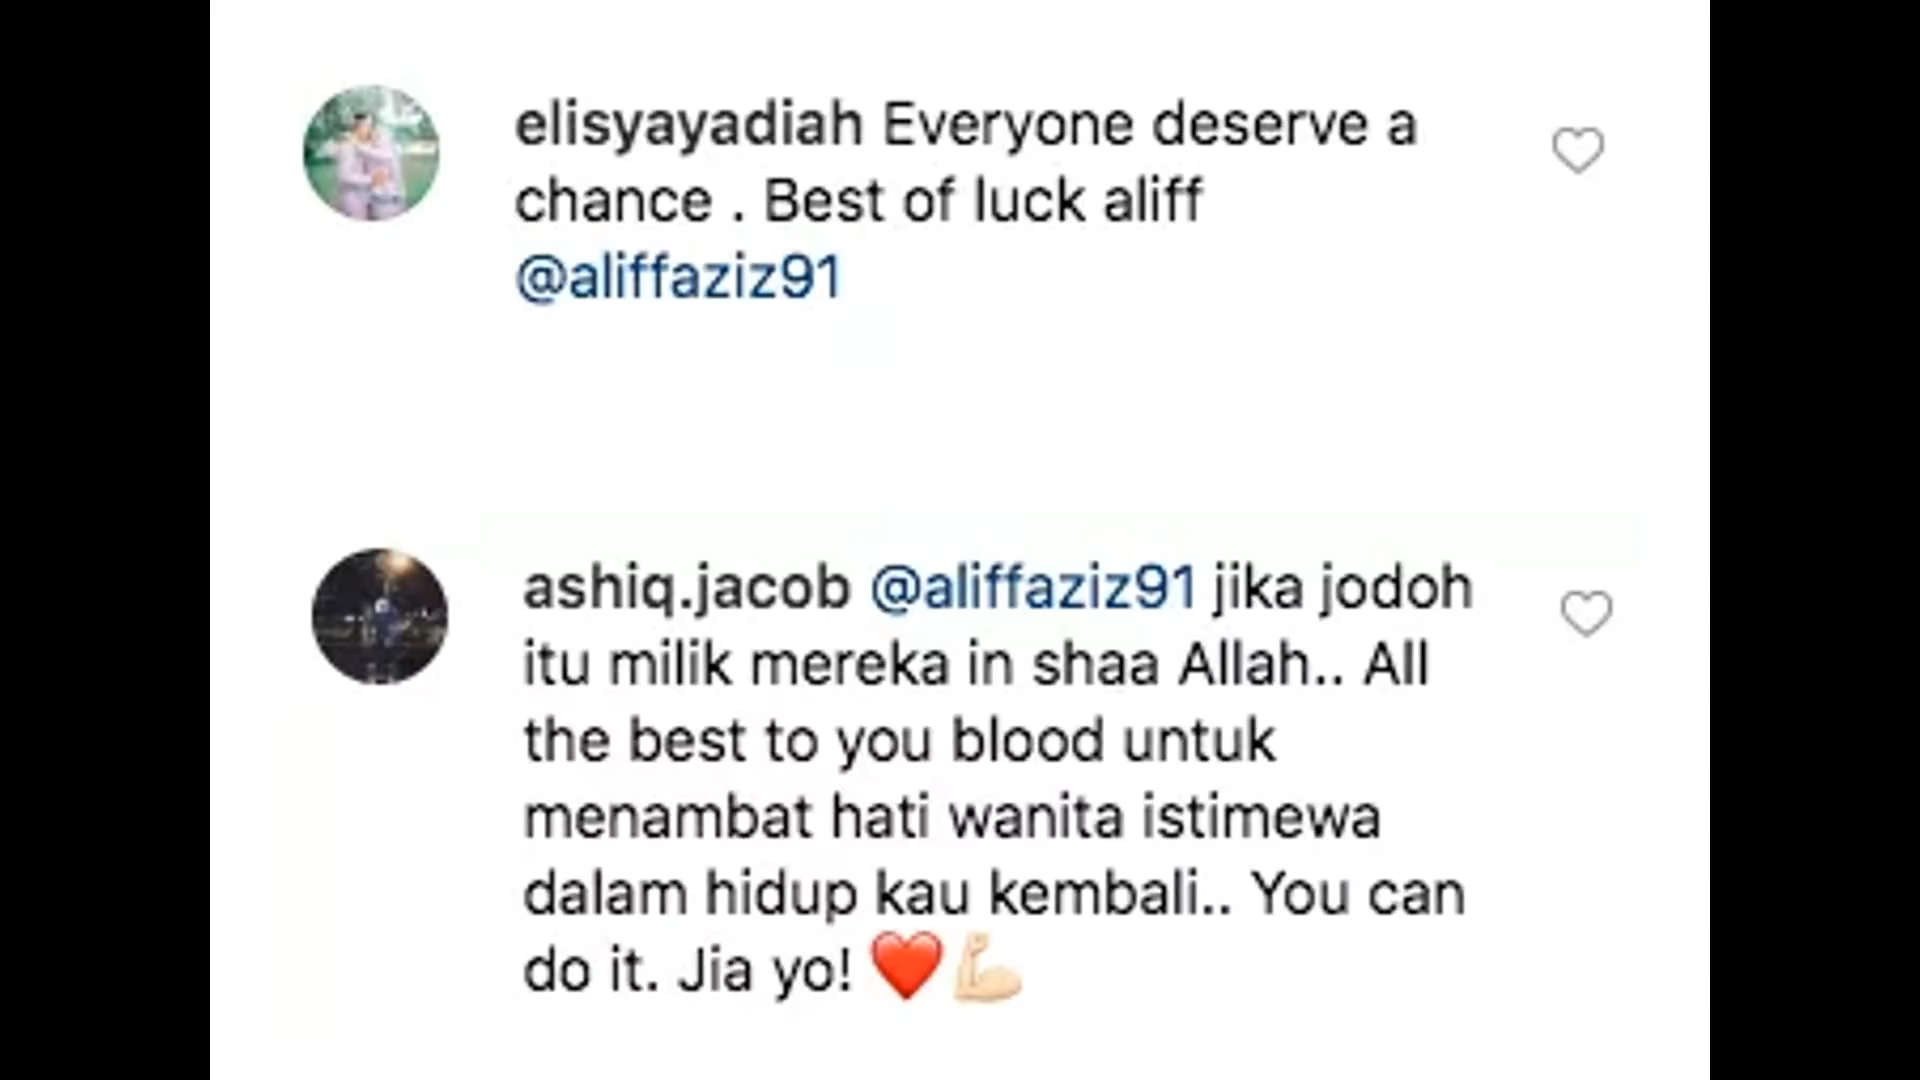 elisyayadiah Everyone deserve a
chance . Best of luck aliff
@aliffaziz91
ashiq.jacob @aliffaziz91 jika jodoh
itu milik mereka in shaa Allah.. All
the best to you blood untuk
menambat hati wanita istimewa
dalam hidup kau kembali.. You can
do it. Jia yo! ❤️💪🏻